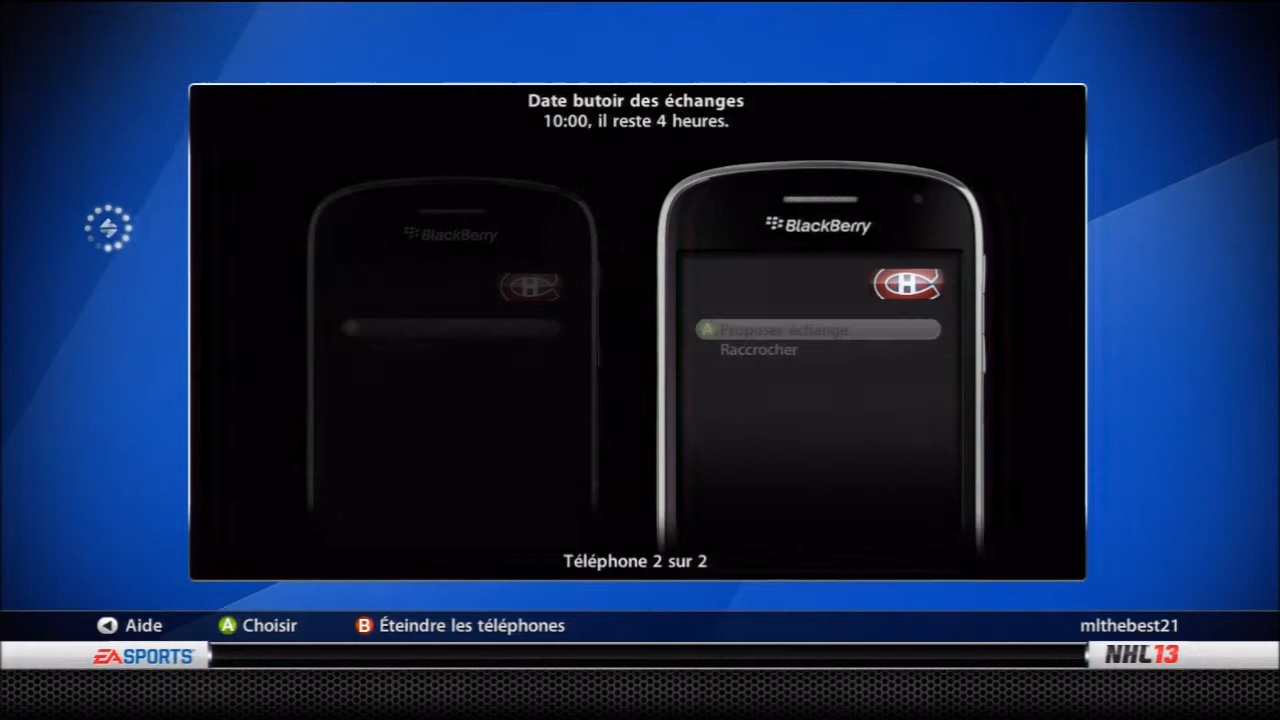 Date butoir des échanges
10:00, il reste 4 heures.
BlackBerry
BlackBerry
A Proposer échange
Raccrocher
Téléphone 2 sur 2
Aide
A Choisir
B Éteindre les téléphones
mlthebest21
EA SPORTS
NHL13